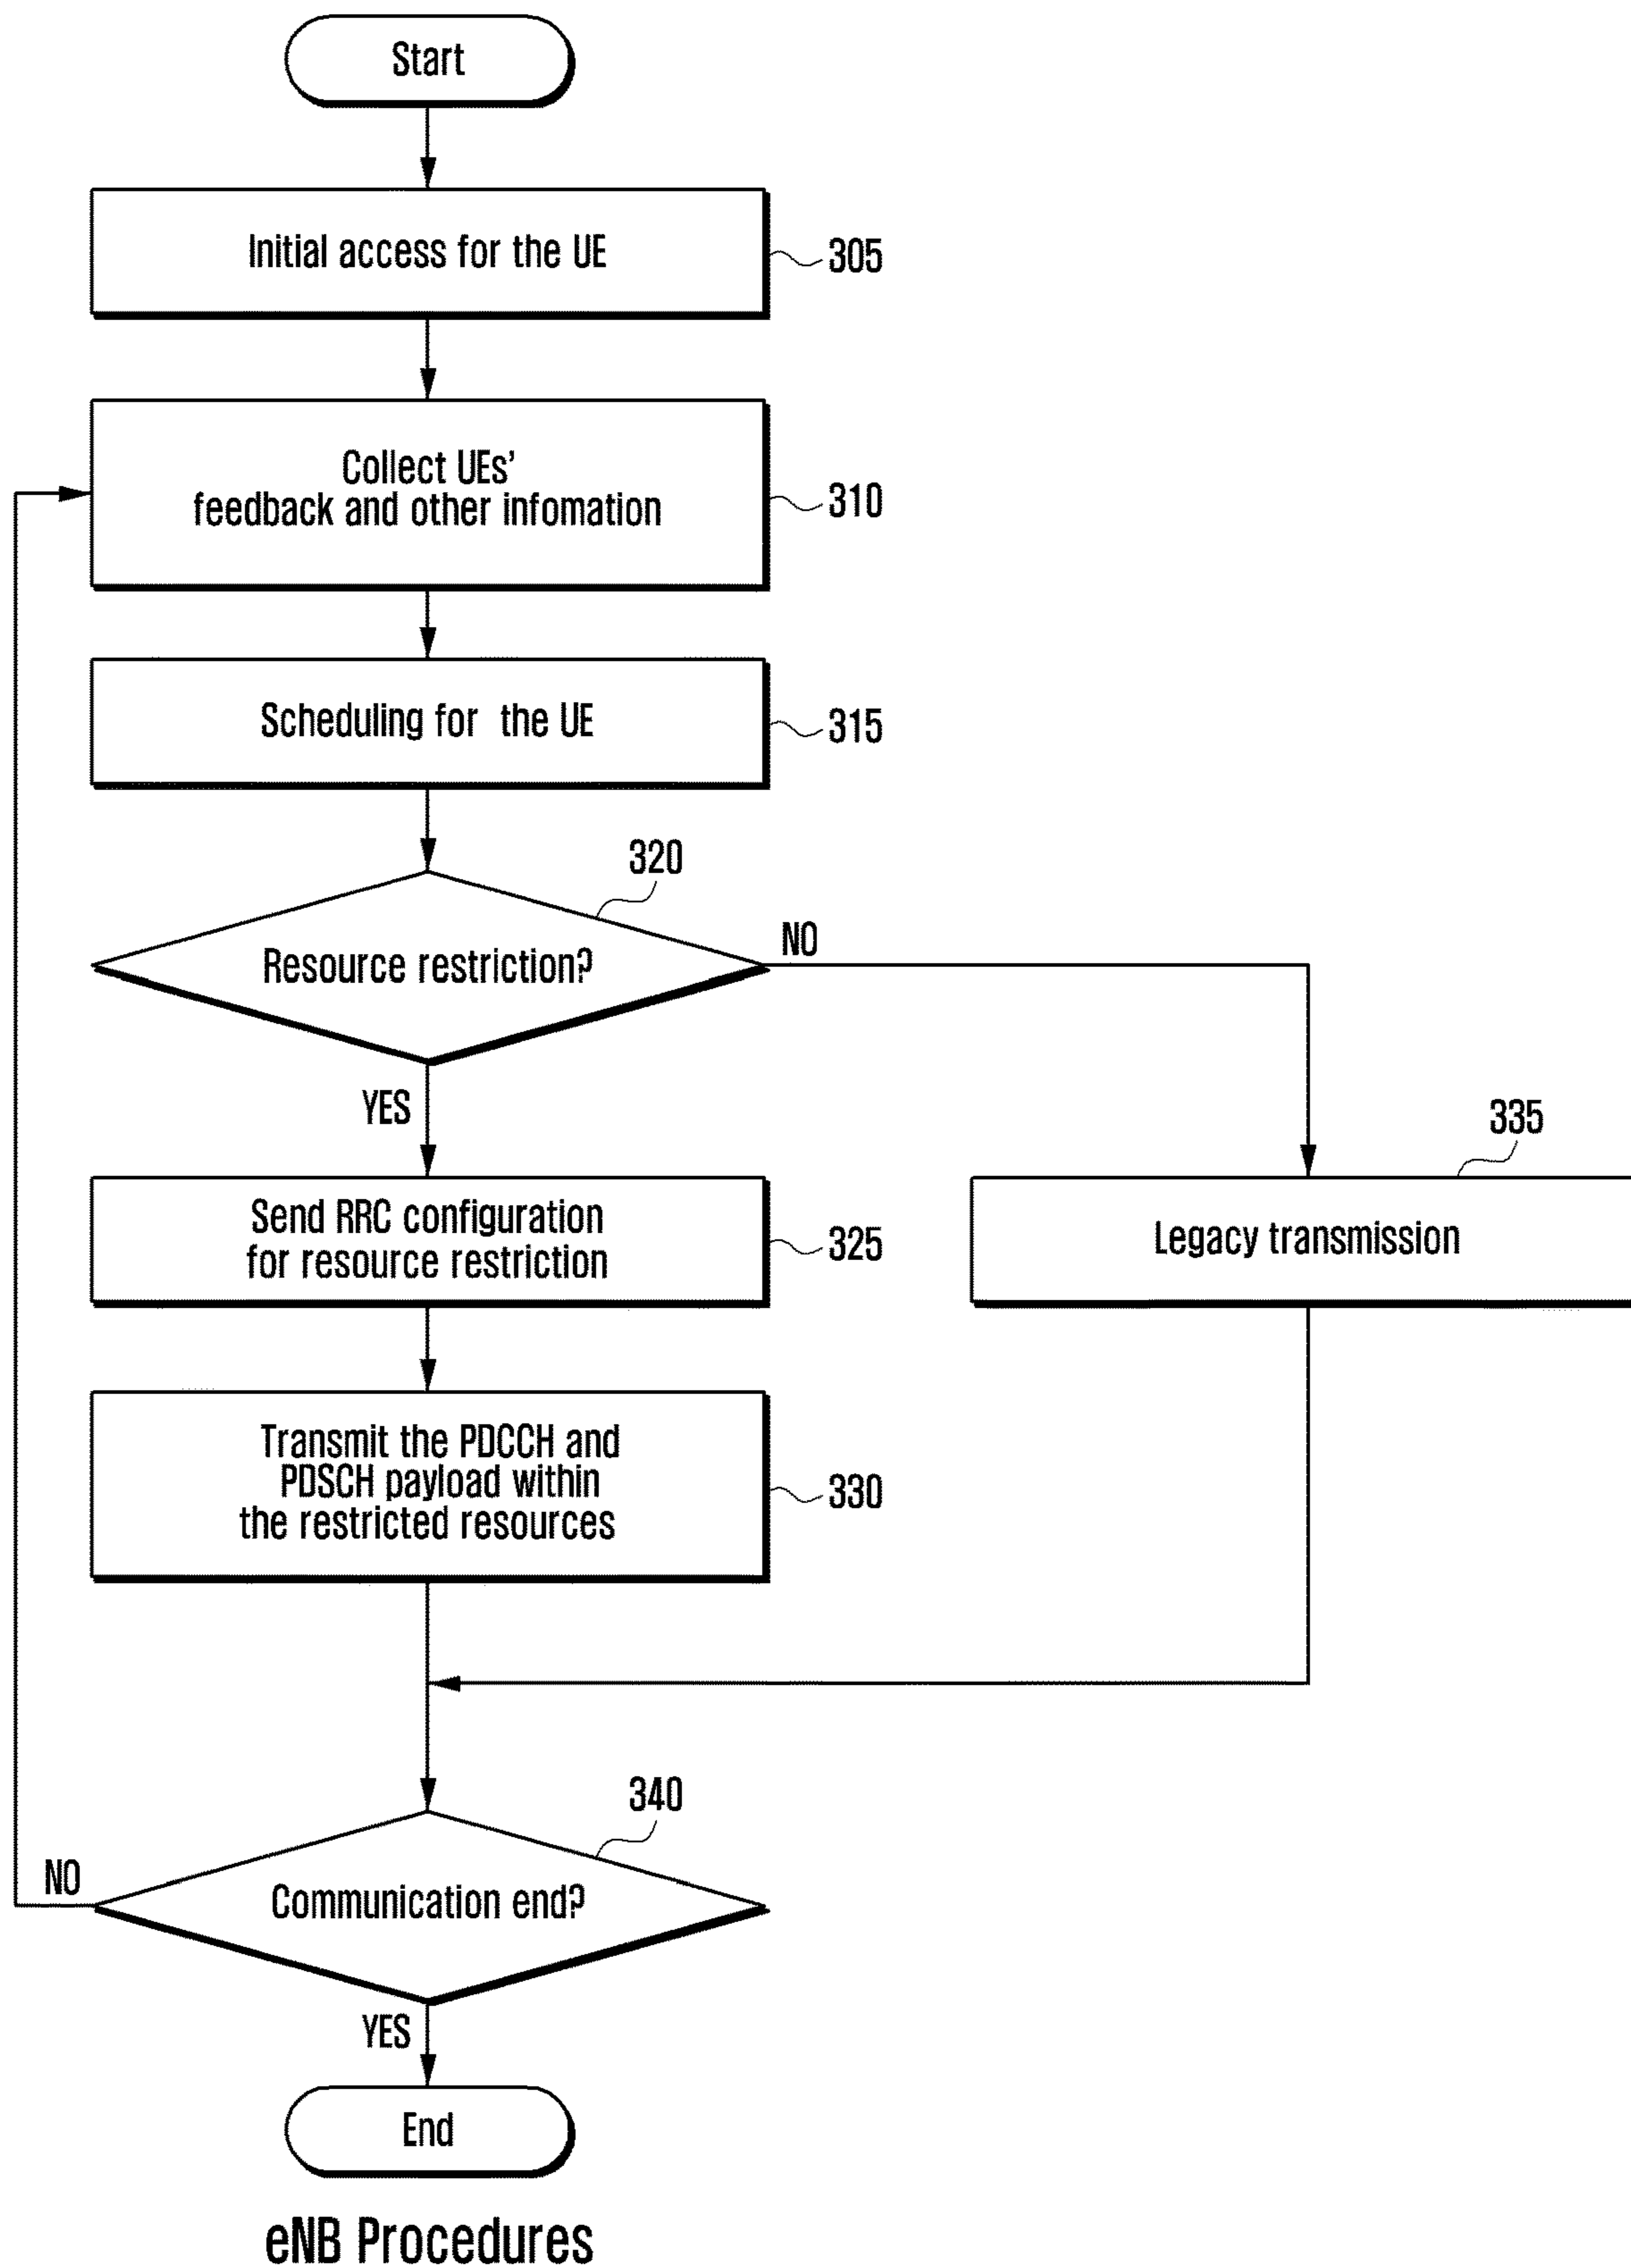 Start
Initial access for the UE
305
Collect UEs’
feedback and other infomation
310
Scheduling for the UE
315
320
Resource restriction?
NO
YES
335
Send RRC configuration
for resource restriction
325
Legacy transmission
Transmit the PDCCH and
PDSCH payload within
the restricted resources
330
340
NO
Communication end?
YES
End
eNB Procedures